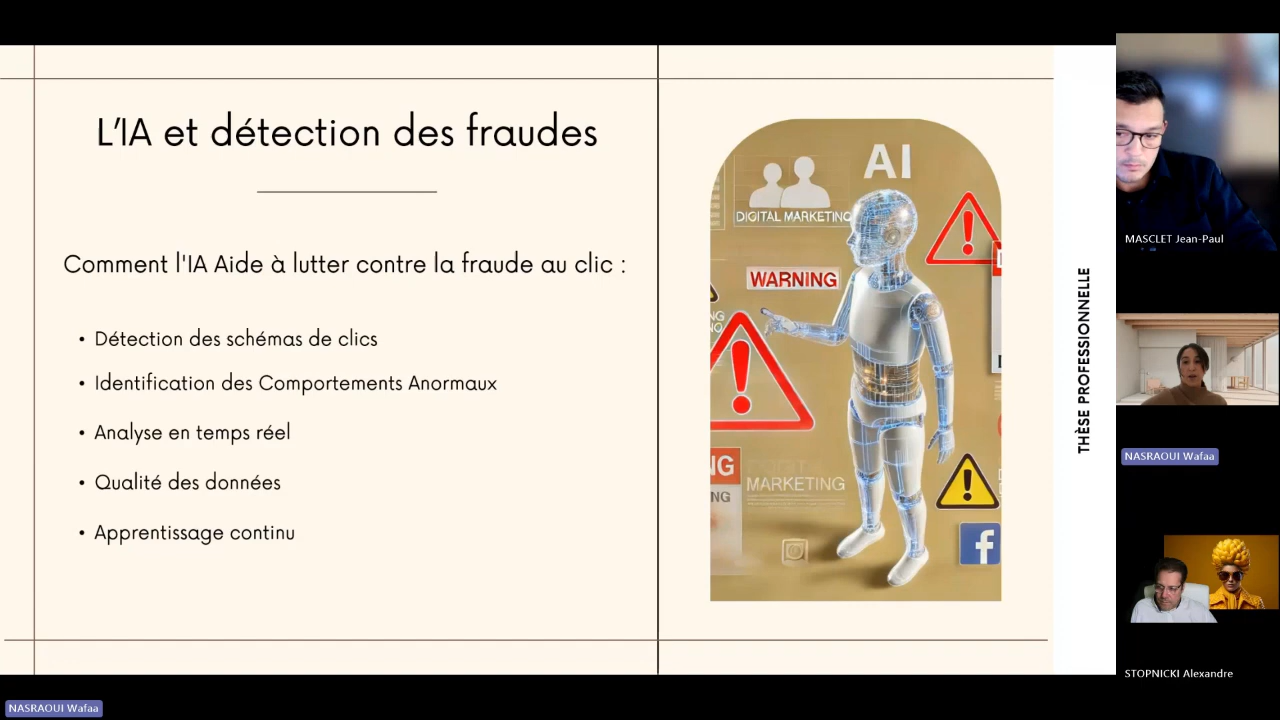 L'IA et détection des fraudes
Comment l'IA Aide à lutter contre la fraude au clic :
• Détection des schémas de clics
• Identification des Comportements Anormaux
• Analyse en temps réel
• Qualité des données
• Apprentissage continu
AI
DIGITAL MARKETING
WARNING
MARKETING
f
THÈSE PROFESSIONNELLE
MASCLET Jean-Paul
NASRAOUI Wafaa
STOPNICKI Alexandre
NASRAOUI Wafaa